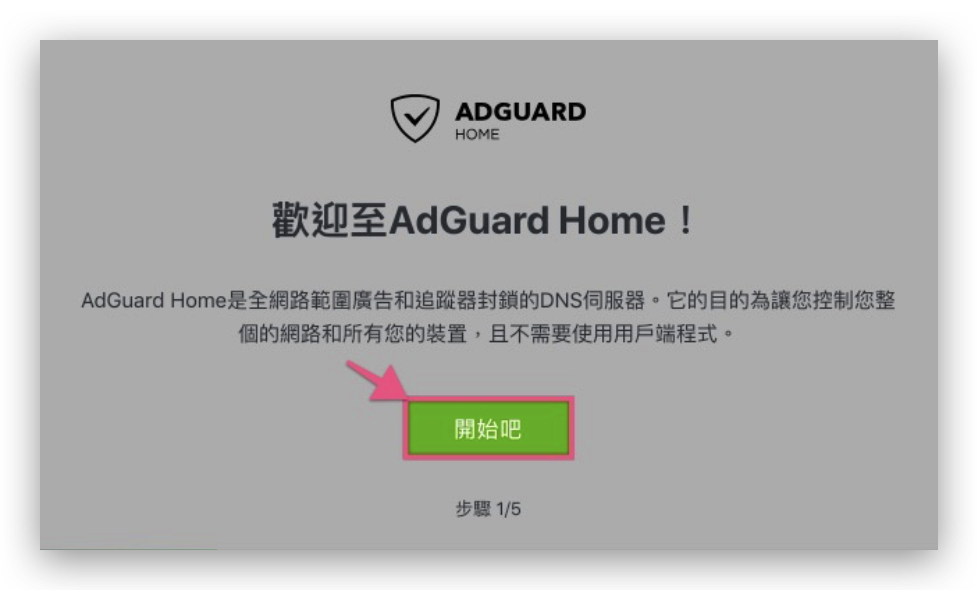 ADGUARD
HOME
歡迎至AdGuard Home！
AdGuard Home是全網路範圍廣告和追蹤器封鎖的DNS伺服器。它的目的為讓您控制您整
個的網路和所有您的裝置，且不需要使用用戶端程式。
開始吧
步驟 1/5